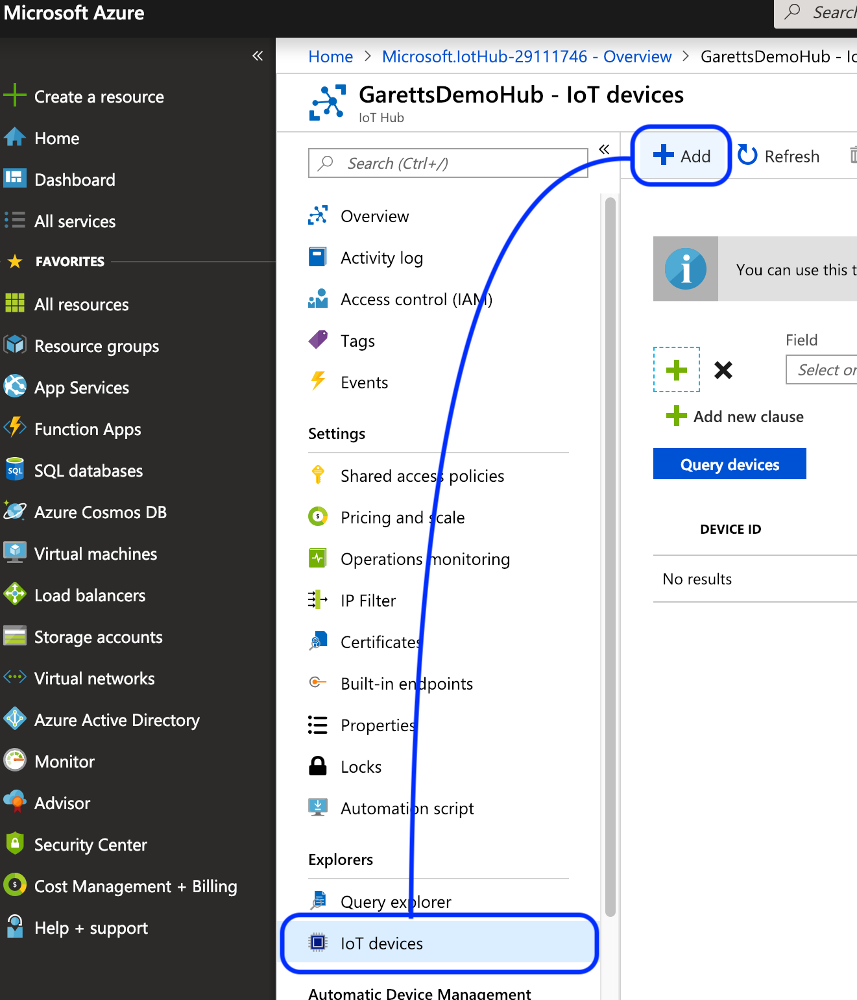 Microsoft Azure
Search
Home > Microsoft.IotHub-29111746 - Overview > GarettsDemoHub - Io
GarettsDemoHub - IoT devices
IoT Hub
Create a resource
Home
Dashboard
All services
FAVORITES
All resources
Resource groups
App Services
Function Apps
SQL databases
Azure Cosmos DB
Virtual machines
Load balancers
Storage accounts
Virtual networks
Azure Active Directory
Monitor
Advisor
Security Center
Cost Management + Billing
Help + support
Search (Ctrl+/)
Overview
Activity log
Access control (IAM)
Tags
Events
Settings
Shared access policies
Pricing and scale
Operations monitoring
IP Filter
Certificates
Built-in endpoints
Properties
Locks
Automation script
Explorers
Query explorer
IoT devices
Automatic Device Management
Add
Refresh
You can use this t
Field
Select or
Add new clause
Query devices
DEVICE ID
No results